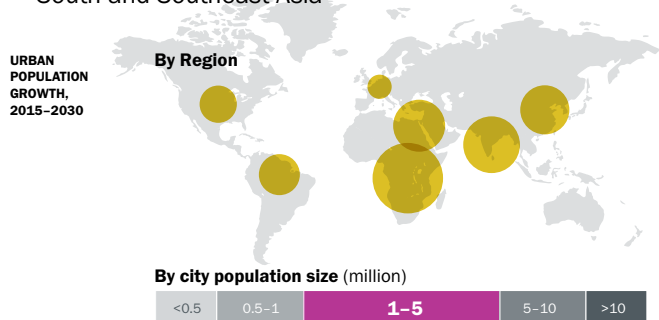 South and Southeast Asia
URBAN
POPULATION
GROWTH,
2015–2030
By Region
By city population size (million)
<0.5 0.5–1 1–5 5–10 >10